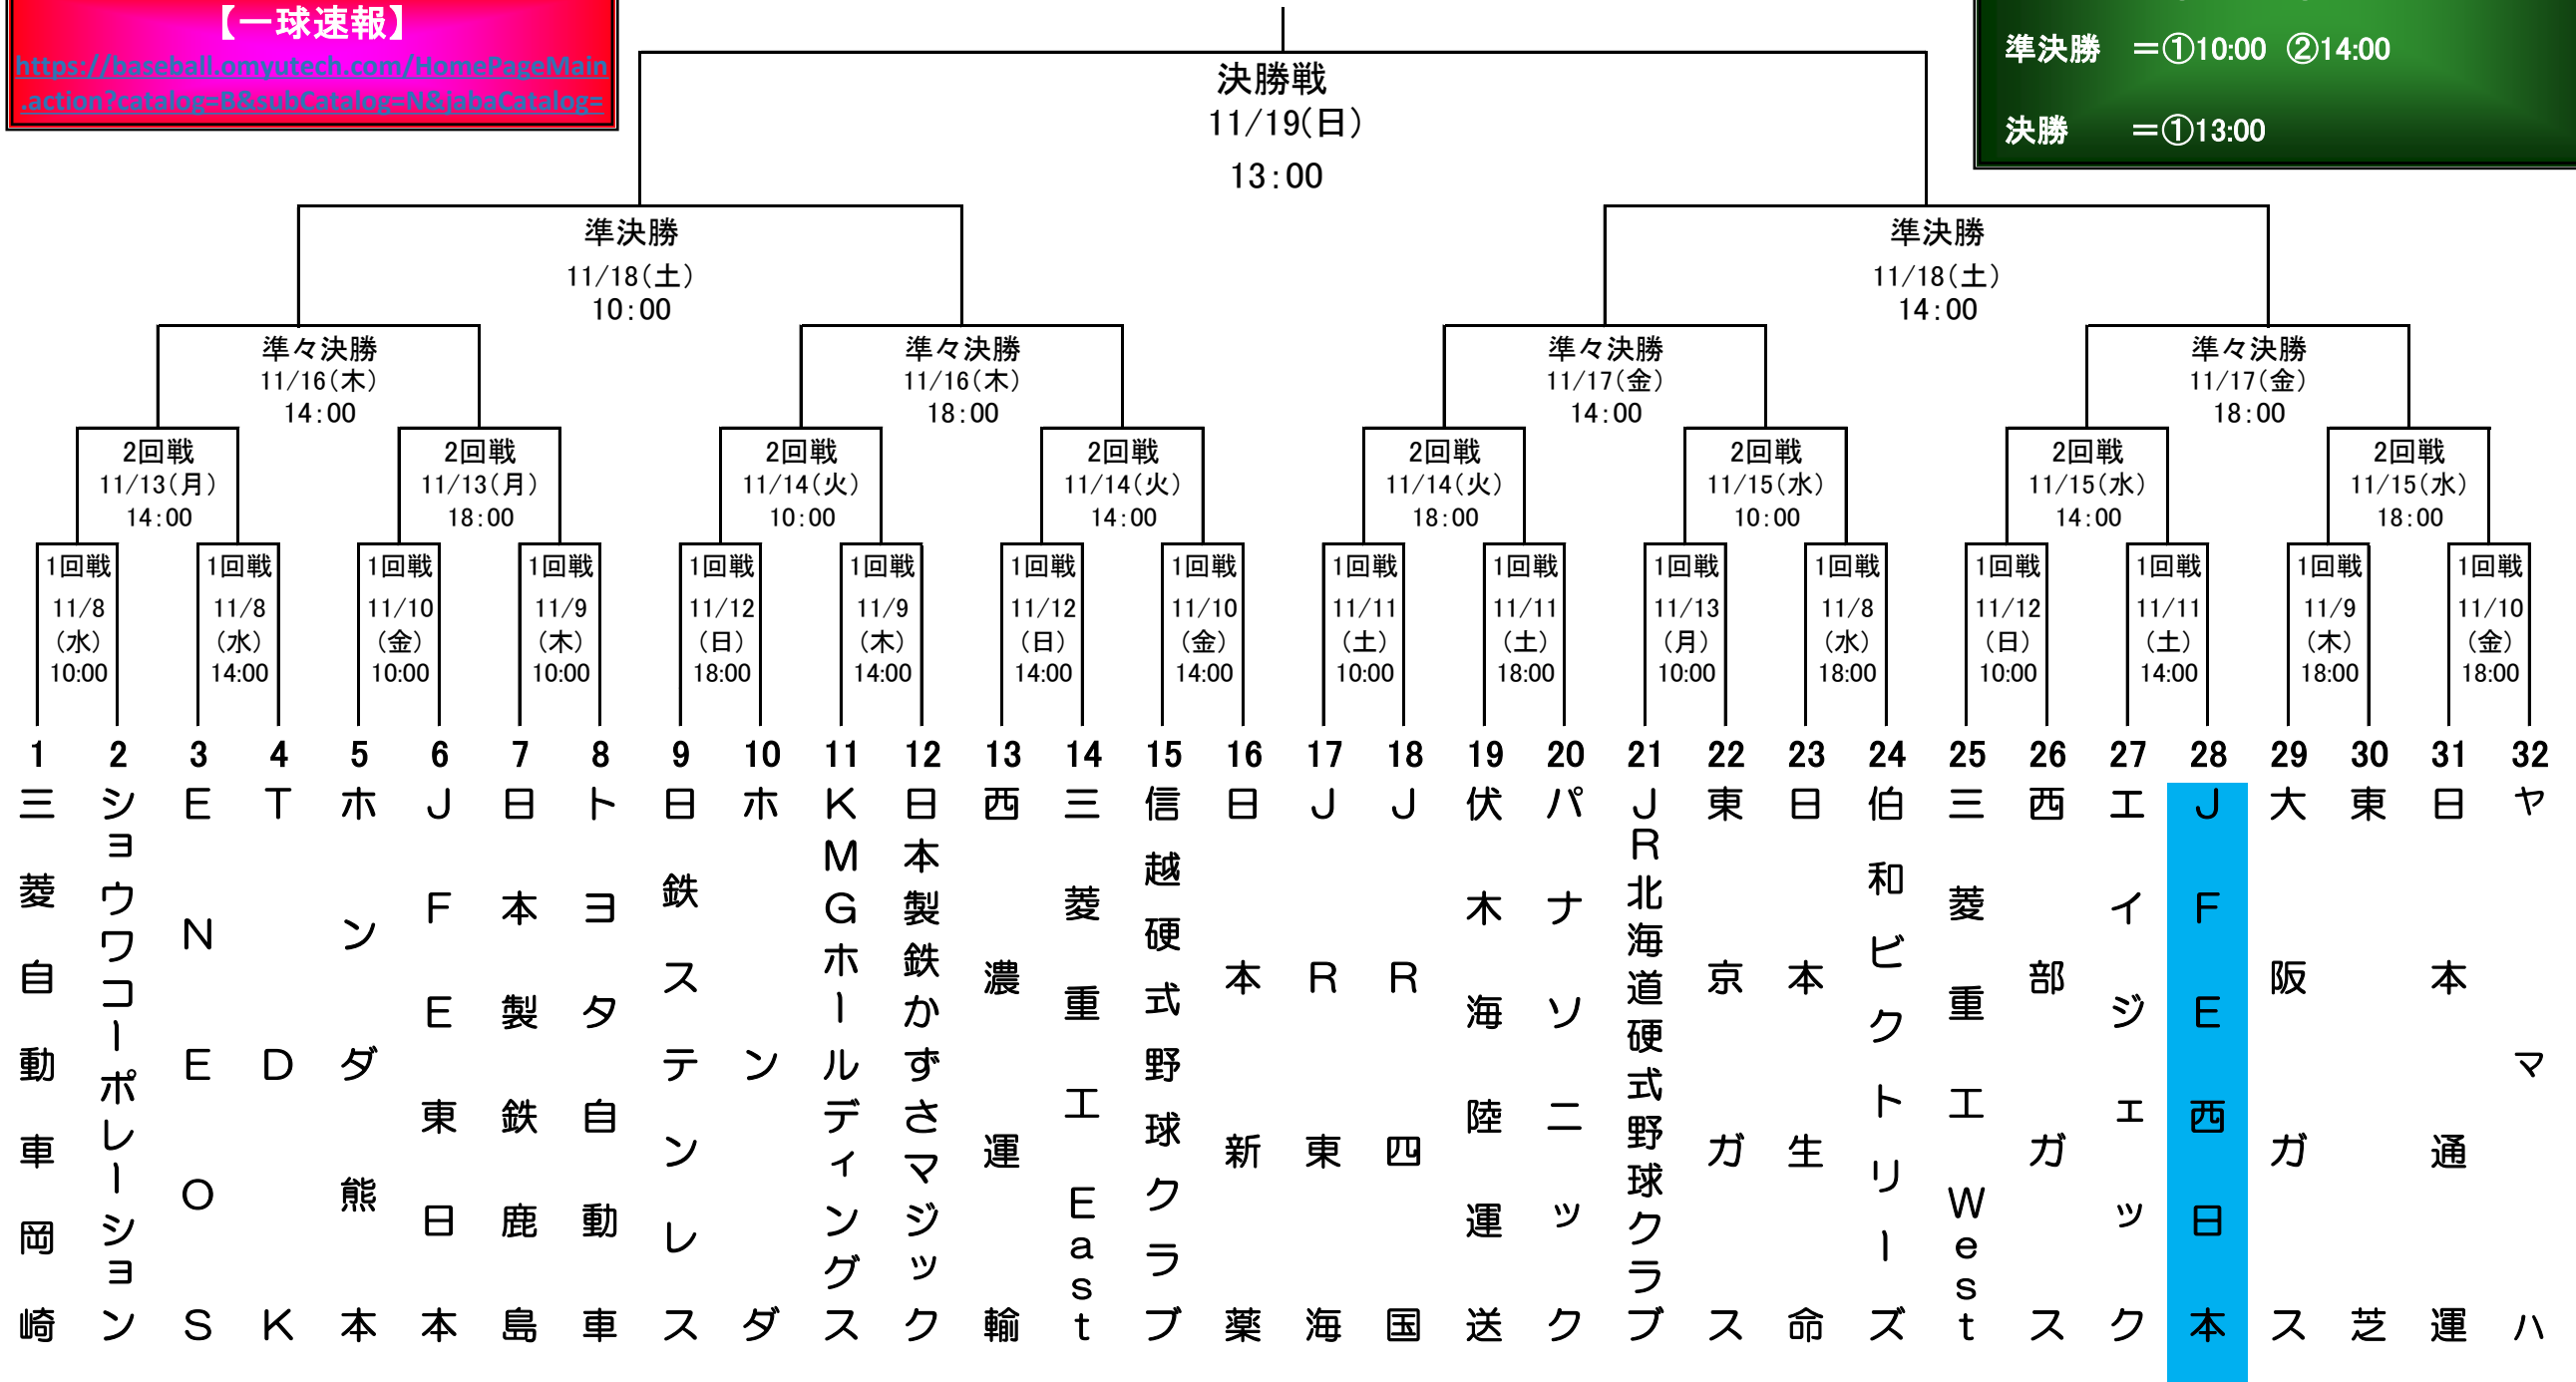 【一球速報】
https://baseball.omyutech.com/HomePageMain
.action?catalog=B&subCatalog=N&jabaCatalog=
準決勝 ＝①10:00 ②14:00
決勝 ＝①13:00
決勝戦
11/19(日)
13:00
準決勝
11/18(土)
10:00
準決勝
11/18(土)
14:00
準々決勝
11/16(木)
14:00
準々決勝
11/16(木)
18:00
準々決勝
11/17(金)
14:00
準々決勝
11/17(金)
18:00
2回戦
11/13(月)
14:00
2回戦
11/13(月)
18:00
2回戦
11/14(火)
10:00
2回戦
11/14(火)
14:00
2回戦
11/14(火)
18:00
2回戦
11/15(水)
10:00
2回戦
11/15(水)
14:00
2回戦
11/15(水)
18:00
1回戦
11/8
(水)
10:00
1回戦
11/8
(水)
14:00
1回戦
11/10
(金)
10:00
1回戦
11/9
(木)
10:00
1回戦
11/12
(日)
18:00
1回戦
11/9
(木)
14:00
1回戦
11/12
(日)
14:00
1回戦
11/10
(金)
14:00
1回戦
11/11
(土)
10:00
1回戦
11/11
(土)
18:00
1回戦
11/13
(月)
10:00
1回戦
11/8
(水)
18:00
1回戦
11/12
(日)
10:00
1回戦
11/11
(土)
14:00
1回戦
11/9
(木)
18:00
1回戦
11/10
(金)
18:00
1 三菱自動車岡崎
2 ショウワコーポレーション
3 ENEOS
4 TDK
5 ホンダ熊本
6 JFE東日本
7 日本製鉄鹿島
8 トヨタ自動車
9 日鉄ステンレス
10 ホンダ
11 KMGホールディングス
12 日本製鉄かずさマジック
13 西濃運輸
14 三菱重工East
15 信越硬式野球クラブ
16 日本新薬
17 JR東海
18 JR四国
19 伏木海陸運送
20 パナソニック
21 JR北海道硬式野球クラブ
22 東京ガス
23 日本生命
24 伯和ビクトリーズ
25 三菱重工West
26 西部ガス
27 エイジェック
28 JFE西日本
29 大阪ガス
30 東芝
31 日本通運
32 ヤマハ